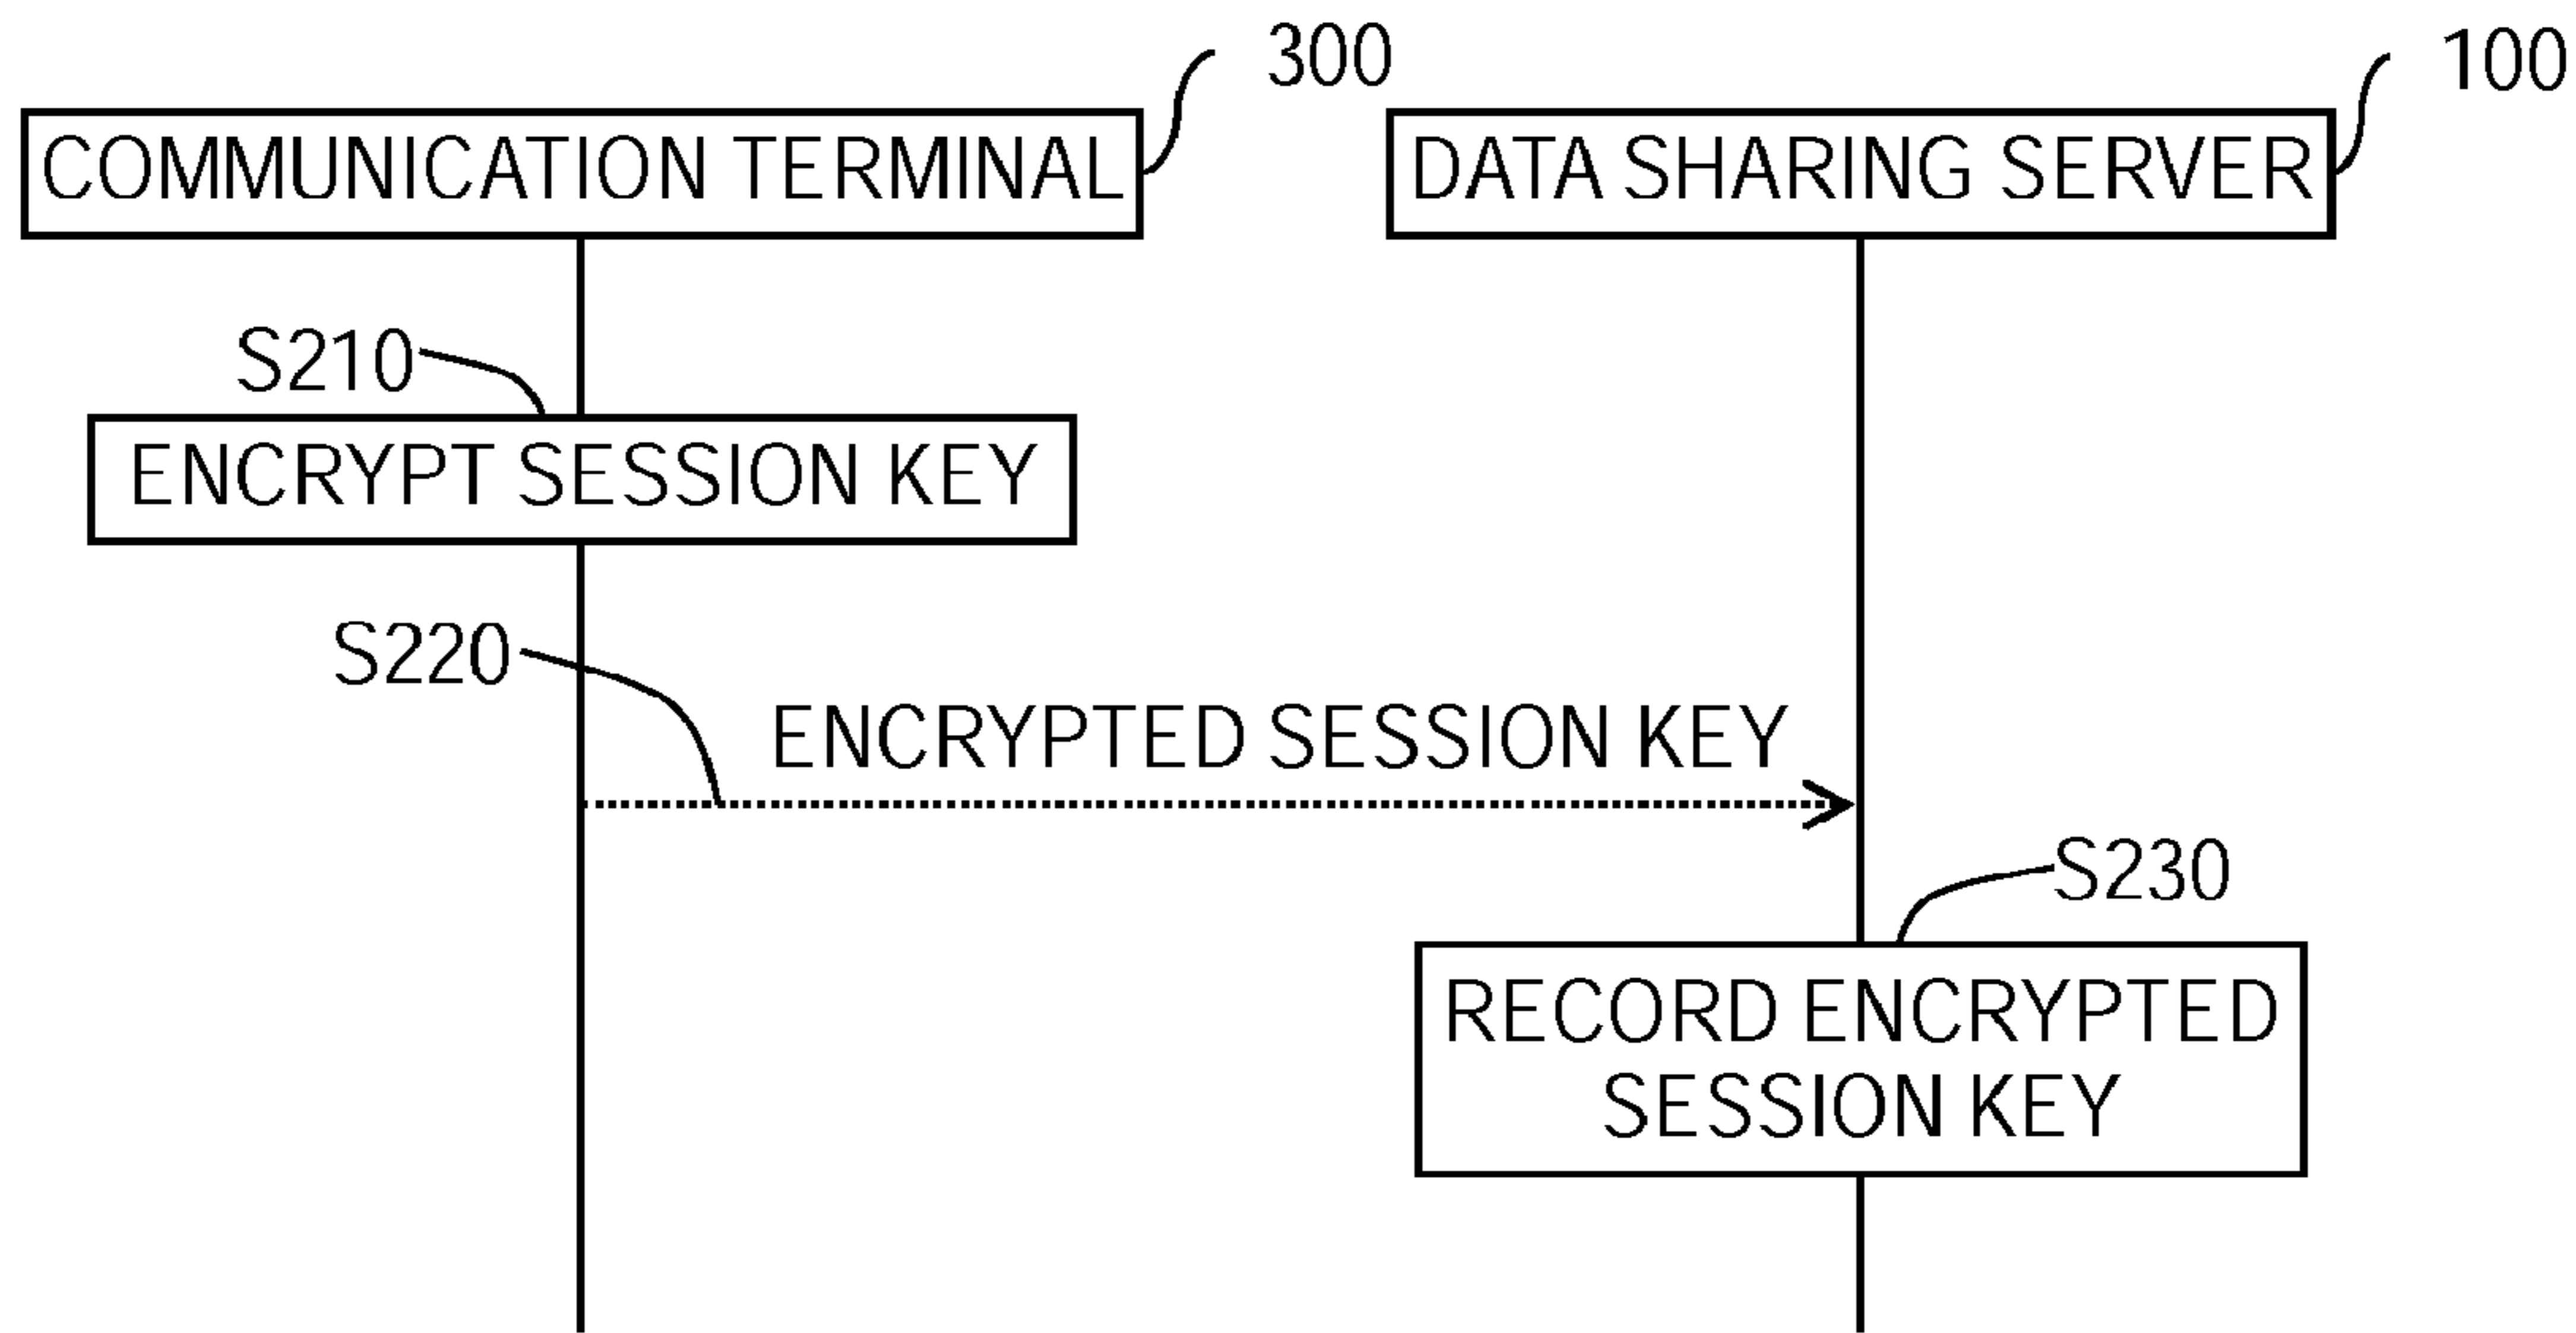 300
100
COMMUNICATION TERMINAL
DATA SHARING SERVER
S210
ENCRYPT SESSION KEY
S220
ENCRYPTED SESSION KEY
S230
RECORD ENCRYPTED
SESSION KEY